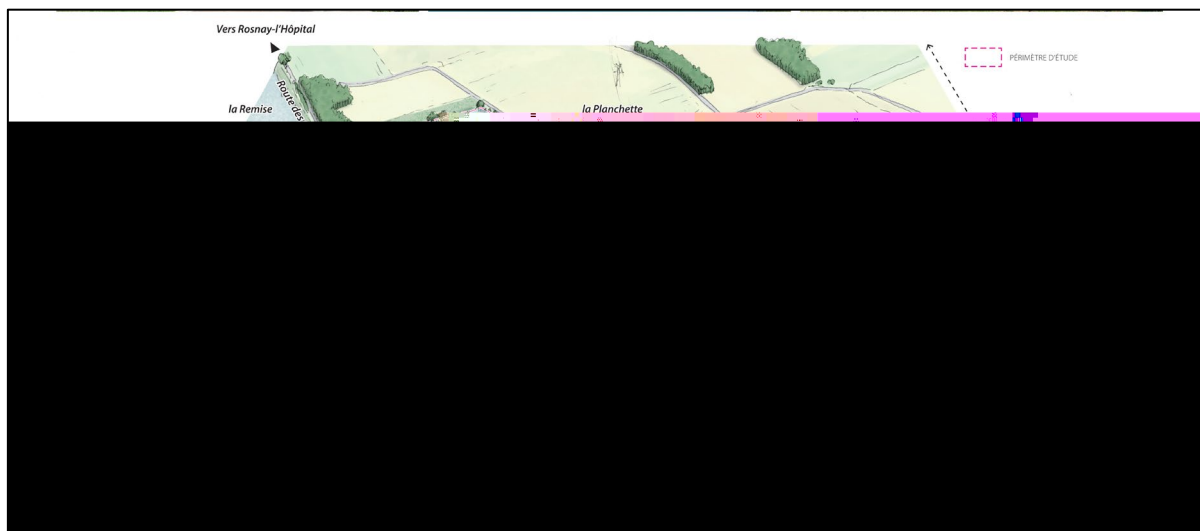 Vers Rosnay-l'Hôpital
PÉRIMÈTRE D'ÉTUDE
la Remise
Route des
la Planchette